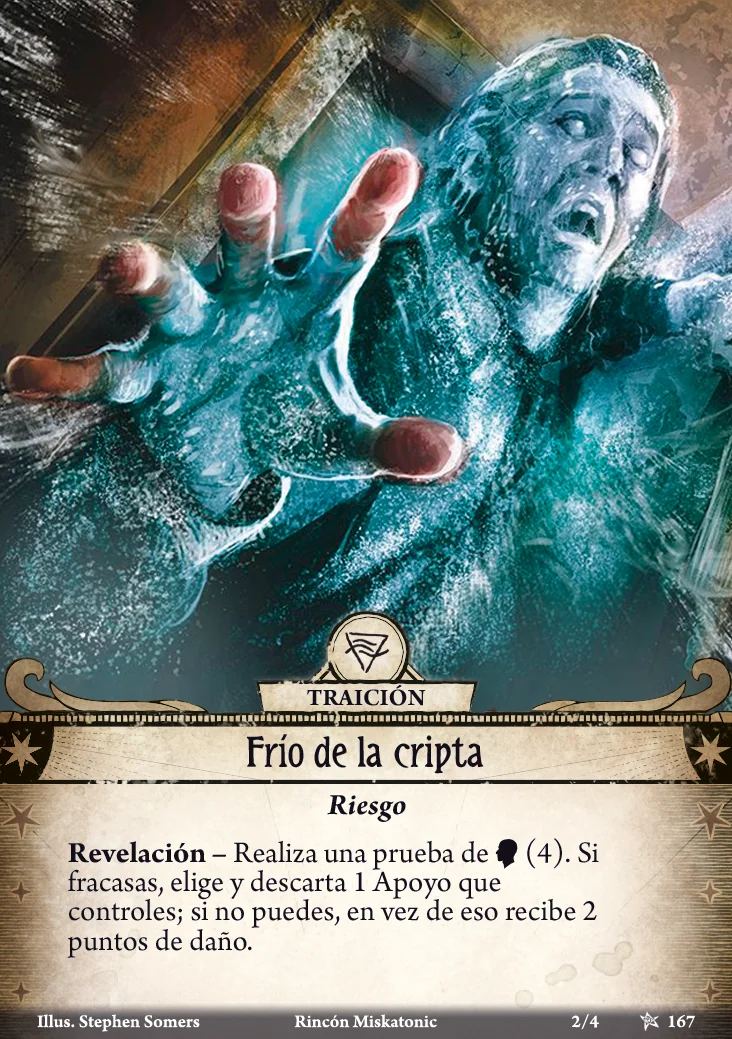 TRAICIÓN
Frío de la cripta
Riesgo
Revelación – Realiza una prueba de (4). Si
fracasas, elige y descarta 1 Apoyo que
controles; si no puedes, en vez de eso recibe 2
puntos de daño.
Illus. Stephen Somers Rincón Miskatonic 2/4 167